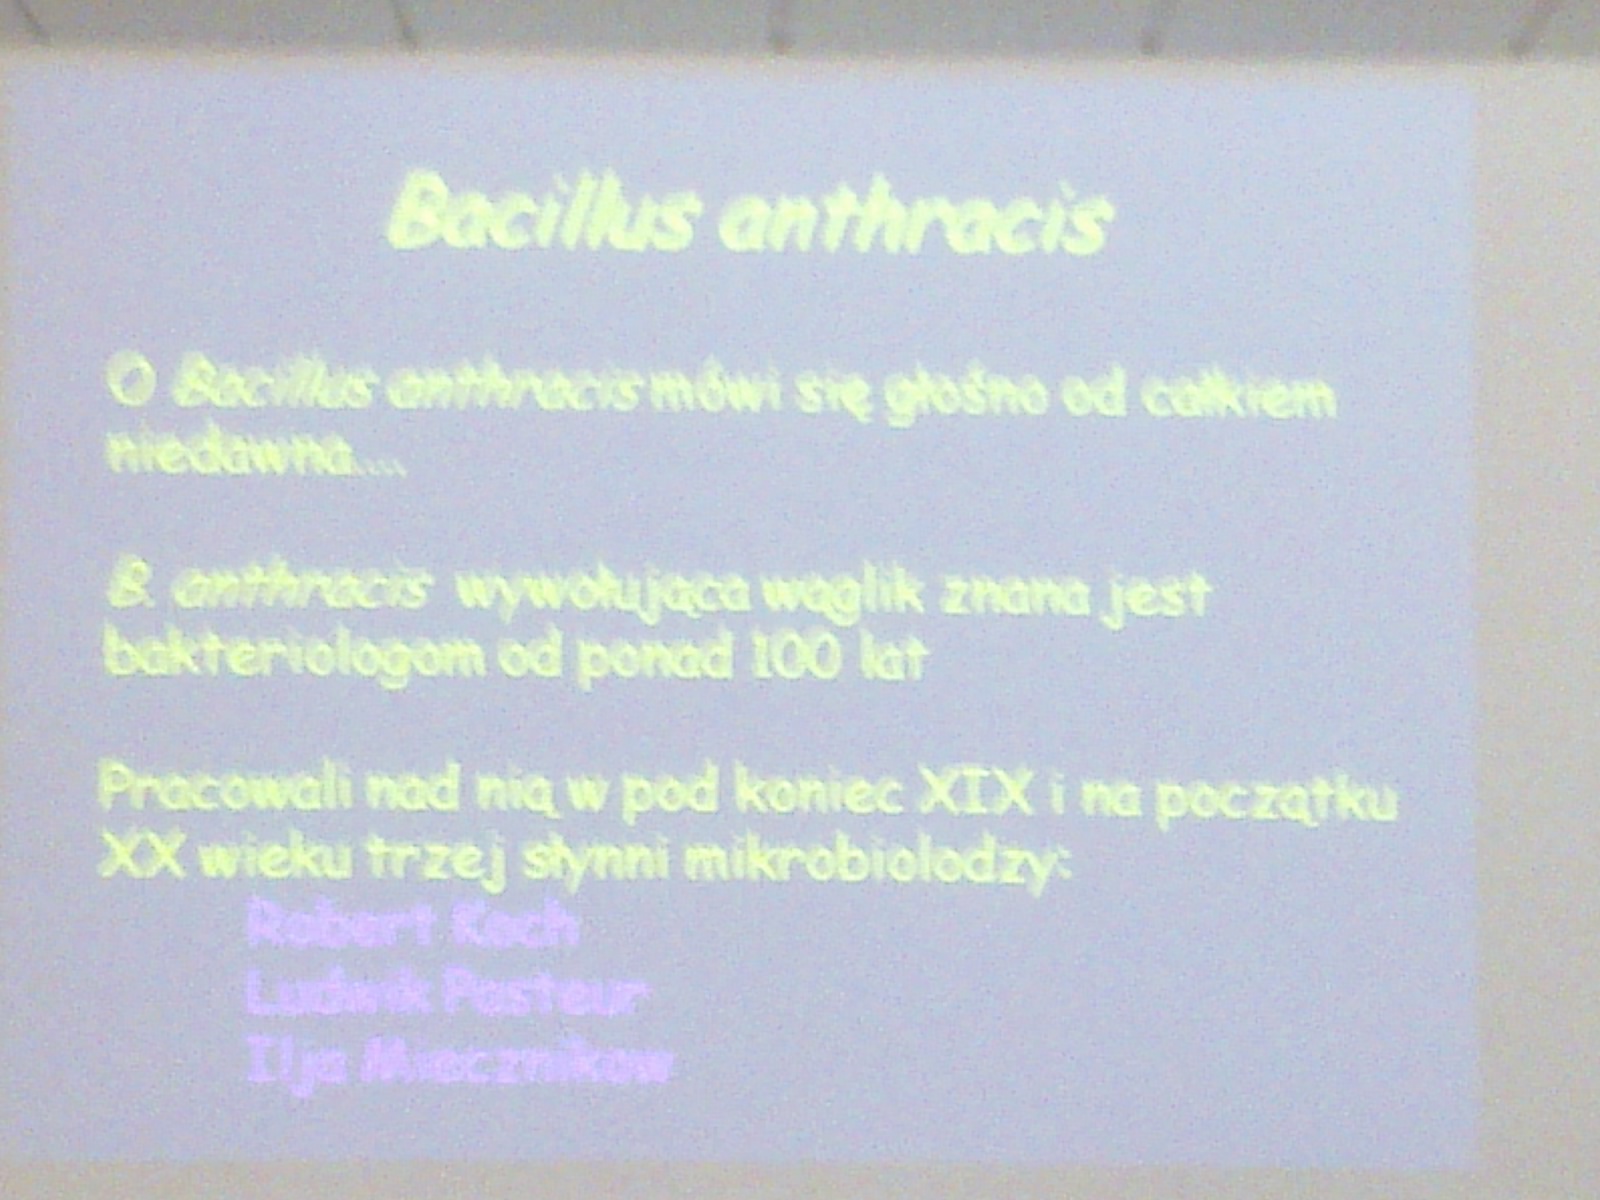 Bacillus anthracis
O Bacillus anthracis mówi się głośno od całkiem
niedawna....
B. anthracis wywołująca wąglik znana jest
bakteriologom od ponad 100 lat
Pracowali nad nią w pod koniec XIX i na początku
XX wieku trzej słynni mikrobiolodzy:
Robert Koch
Ludwik Pasteur
Ilja Miecznikow